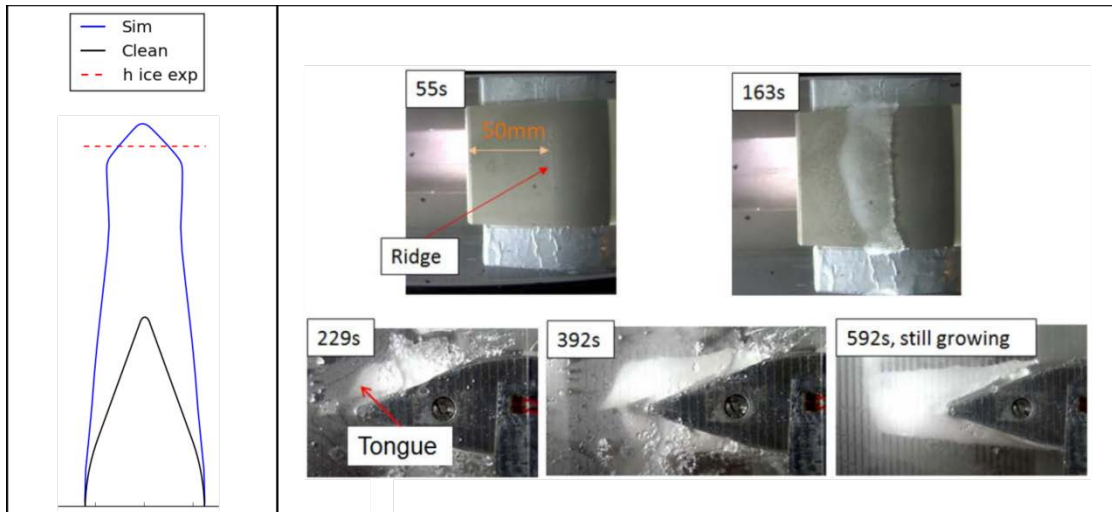 Sim
Clean
h ice exp
55s
50mm
Ridge
163s
229s
Tongue
392s
592s, still growing